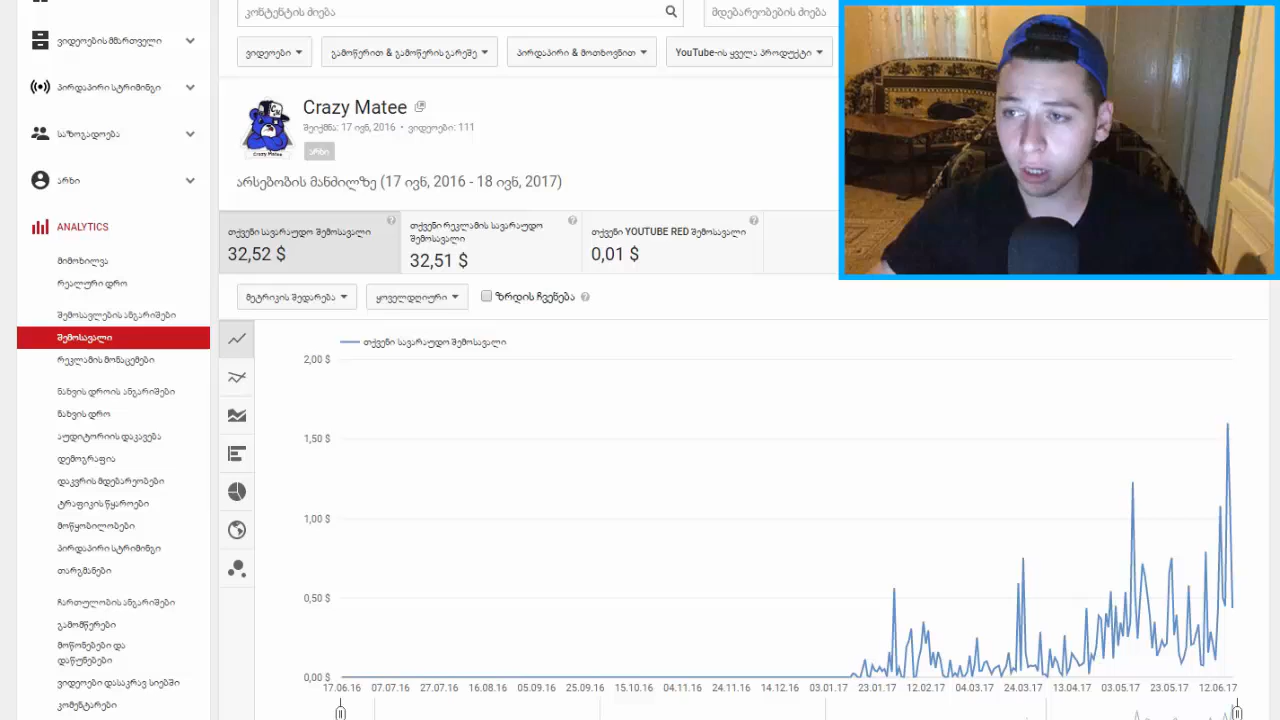 კონტენტის ძიება
მდებარეობების ძიება
ვიდეოების მმართველი
ვიდეოები
გამოწერით & გამოწერის გარეშე
პირდაპირი & მოთხოვნით
YouTube-ის ყველა პროდუქტი
პირდაპირი სტრიმინგი
Crazy Matee
შეიქმნა: 17 ივნ, 2016 • ვიდეოები: 111
საზოგადოება
Crazy Matee
არხი
არხი
არსებობის მანძილზე (17 ივნ, 2016 - 18 ივნ, 2017)
ANALYTICS
თქვენი სავარაუდო შემოსავალი
32,52 $
თქვენი რეკლამის სავარაუდო
შემოსავალი
32,51 $
თქვენი YOUTUBE RED შემოსავალი
0,01 $
მიმოხილვა
რეალური დრო
მეტრიკის შედარება
ყოველდღიური
ზრდის ჩვენება
შემოსავლების ანგარიშები
შემოსავალი
რეკლამის მონაცემები
ნახვის დროის ანგარიშები
ნახვის დრო
აუდიტორიის დაკავება
დემოგრაფია
დაკვრის მდებარეობები
ტრაფიკის წყაროები
მოწყობილობები
პირდაპირი სტრიმინგი
თარგმანები
ჩართულობის ანგარიშები
გამომწერები
მოწონებები და
დაწუნებები
ვიდეოები დასაკრავ სიებში
კომენტარები
თქვენი სავარაუდო შემოსავალი
2,00 $
1,50 $
1,00 $
0,50 $
0,00 $
17.06.16 07.07.16 27.07.16 16.08.16 05.09.16 25.09.16 15.10.16 04.11.16 24.11.16 14.12.16 03.01.17 23.01.17 12.02.17 04.03.17 24.03.17 13.04.17 03.05.17 23.05.17 12.06.17